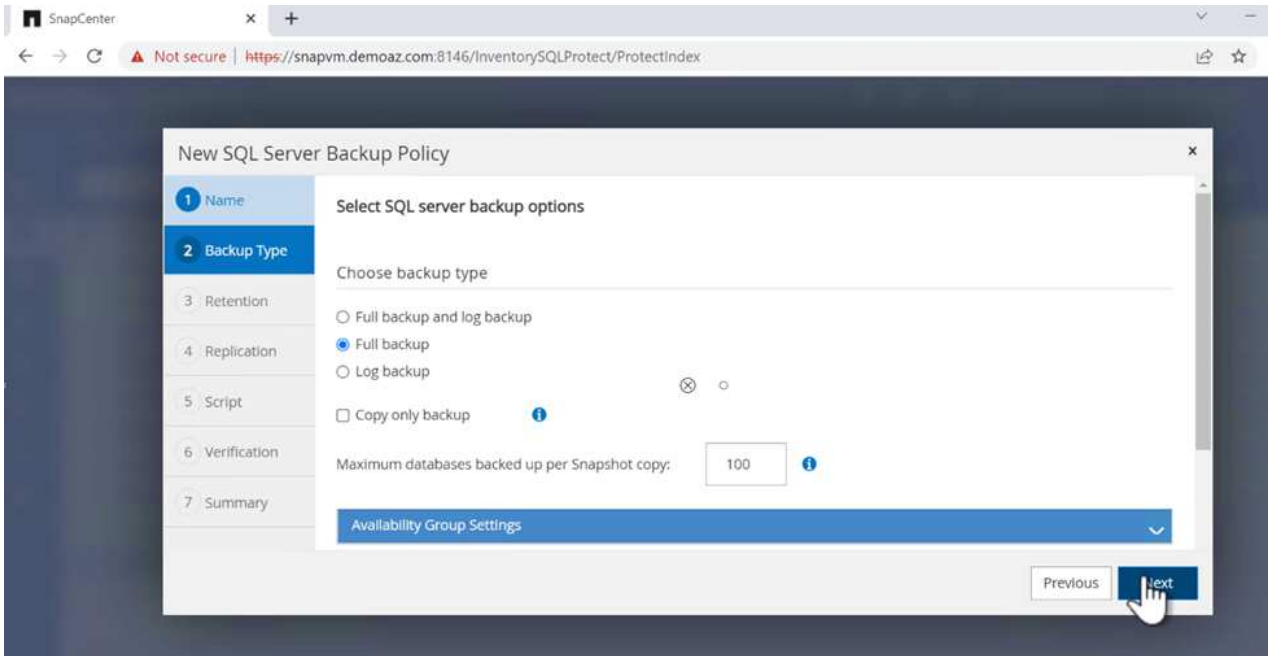 SnapCenter
Not secure | https://snapvm.demoaz.com:8146/InventorySQLProtect/ProtectIndex
New SQL Server Backup Policy
1 Name
2 Backup Type
3 Retention
4 Replication
5 Script
6 Verification
7 Summary
Select SQL server backup options
Choose backup type
Full backup and log backup
Full backup
Log backup
Copy only backup
Maximum databases backed up per Snapshot copy: 100
Availability Group Settings
Previous
Next